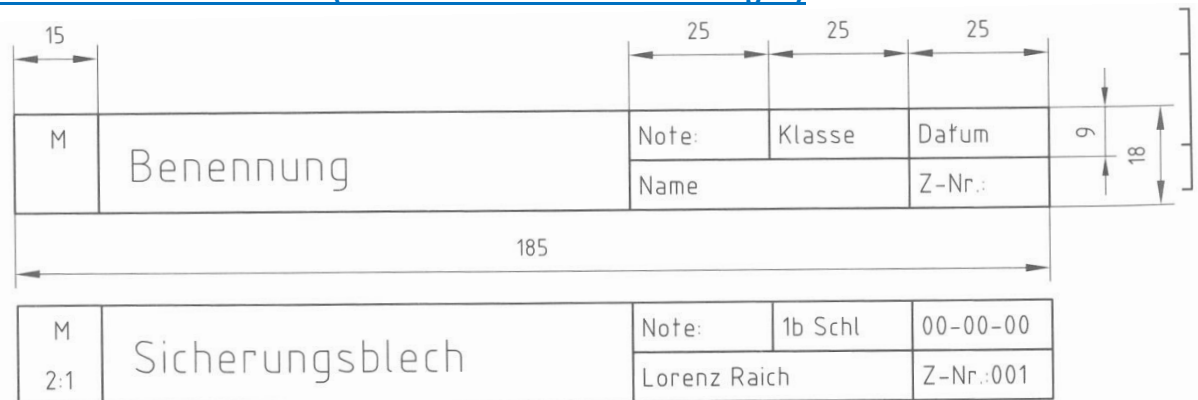 15 25 25 25
M Benennung Note: Klasse Datum 9 18
Name Z-Nr.:
185
M Sicherungsblech Note: 1b Schl 00-00-00
2:1 Lorenz Raich Z-Nr.:001